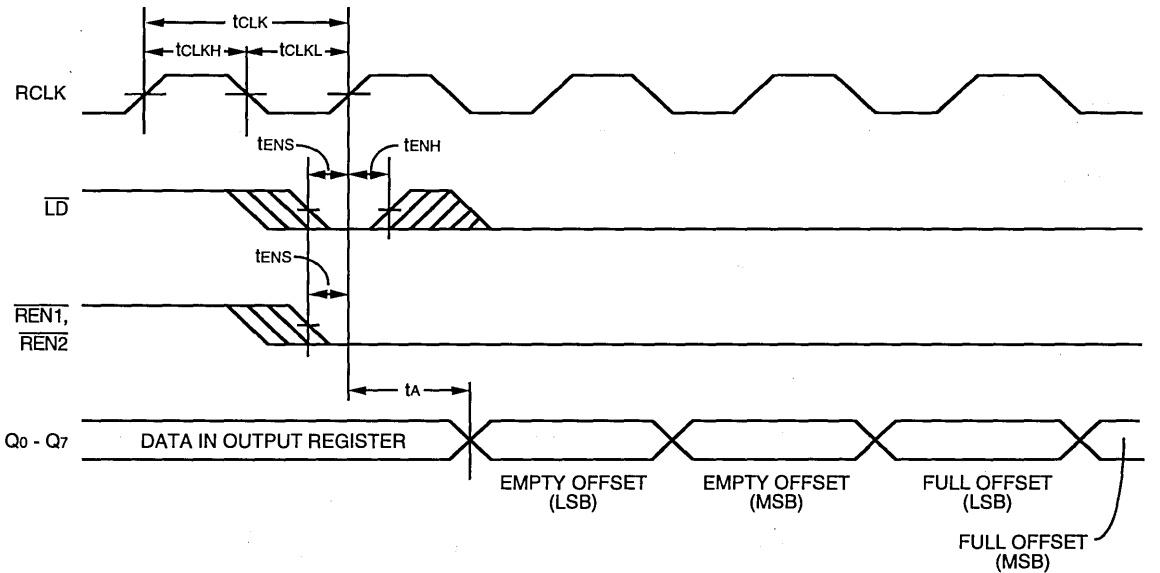 tCLK
tCLKH
tCLKL
RCLK
tENS
tENH
LD
tENS
REN1,
REN2
tA
Q0 - Q7
DATA IN OUTPUT REGISTER
EMPTY OFFSET
(LSB)
EMPTY OFFSET
(MSB)
FULL OFFSET
(LSB)
FULL OFFSET
(MSB)